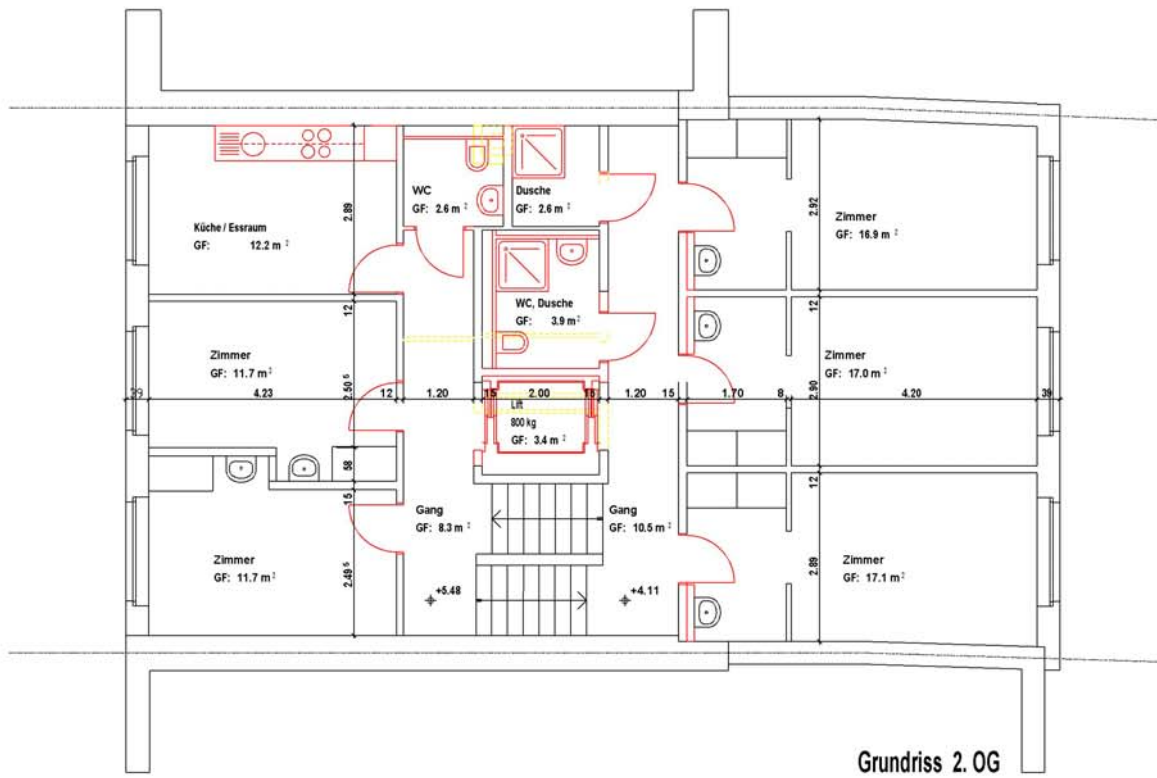 WC
GF: 2.6 m²
Dusche
GF: 2.6 m²
Küche / Essraum
GF: 12.2 m²
2.89
2.92
Zimmer
GF: 16.9 m²
WC, Dusche
GF: 3.9 m²
12
12
Zimmer
GF: 11.7 m²
2.50⁵
Zimmer
GF: 17.0 m²
2.90
39
4.23
12
1.20
15
2.00
15
1.20
15
1.70
8
4.20
39
Lift
800 kg
GF: 3.4 m²
58
15
12
Gang
GF: 8.3 m²
Gang
GF: 10.5 m²
Zimmer
GF: 11.7 m²
2.49⁵
Zimmer
GF: 17.1 m²
2.89
+5.48
+4.11
Grundriss 2. OG